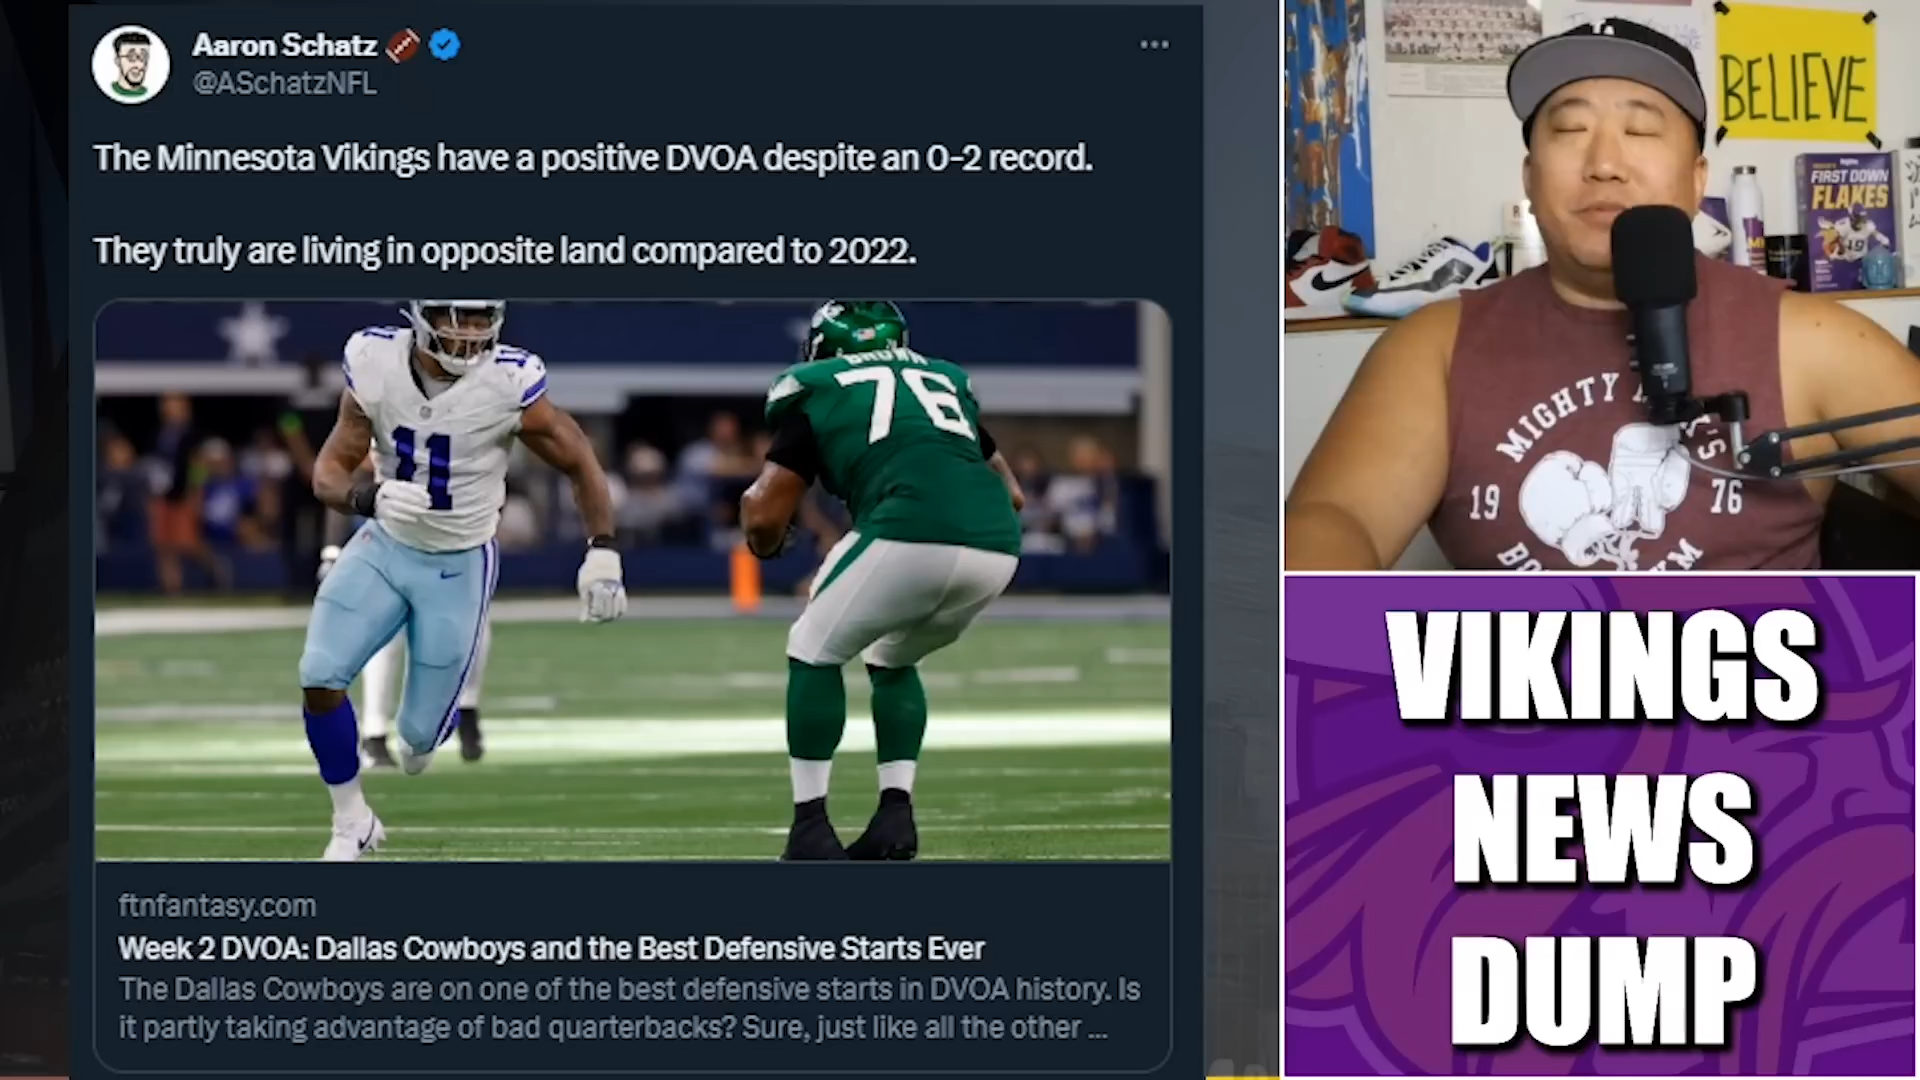 Aaron Schatz
@ASchatzNFL
The Minnesota Vikings have a positive DVOA despite an 0-2 record.
They truly are living in opposite land compared to 2022.
11
11
BROWN
76
ftnfantasy.com
Week 2 DVOA: Dallas Cowboys and the Best Defensive Starts Ever
The Dallas Cowboys are on one of the best defensive starts in DVOA history. Is
it partly taking advantage of bad quarterbacks? Sure, just like all the other ...
BELIEVE
FIRST DOWN
FLAKES
19
MIGHTY
19 76
VIKINGS
NEWS
DUMP